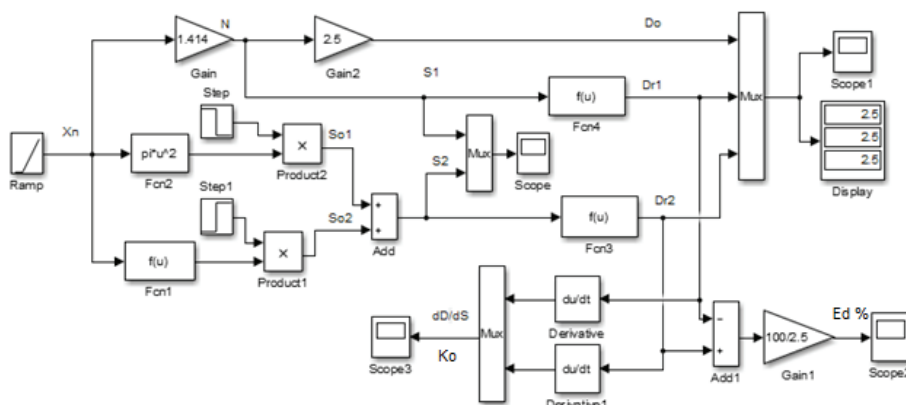 N
Do
1.414
2.5
Gain
Gain2
Scope1
S1
Step
f(u)
Dr1
Mux
Fcn4
2.5
2.5
2.5
Display
Xn
So1
Mux
Ramp
pi*u^2
×
S2
Scope
Fcn2
Product2
Step1
So2
+
+
Add
f(u)
Dr2
Fcn3
f(u)
×
Fcn1
Product1
du/dt
Mux
dD/dS
Derivative
Ed %
Scope3
Ko
−
+
100/2.5
Scope2
du/dt
Add1
Gain1
Derivative1